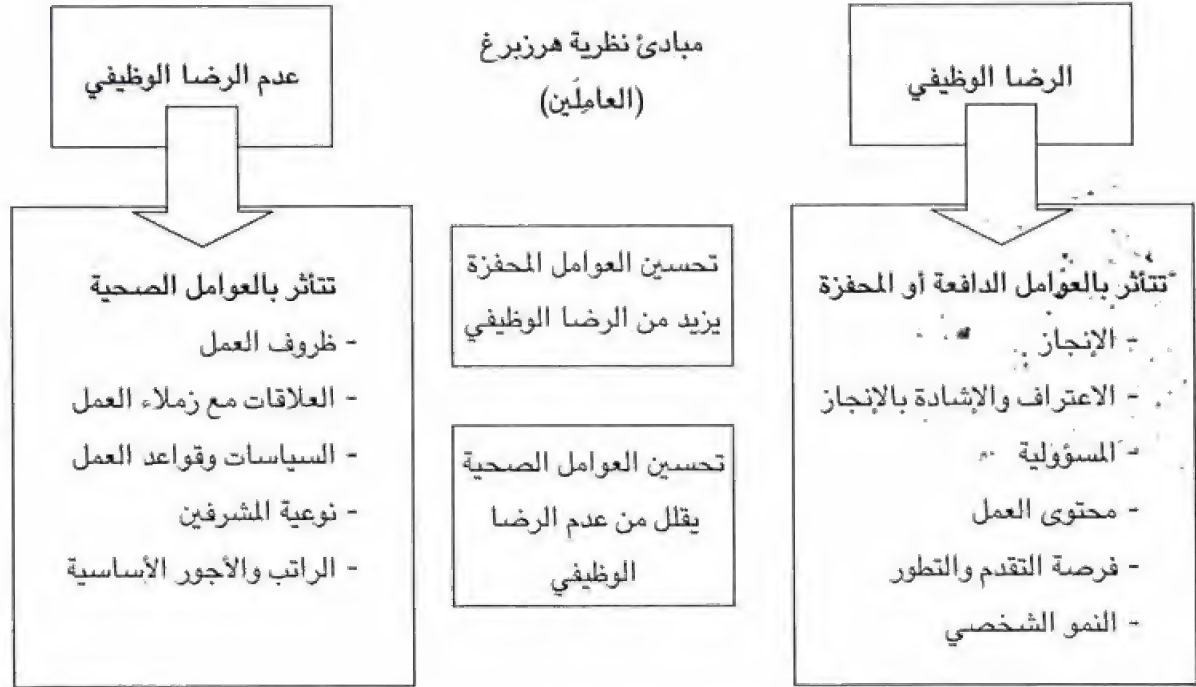 مبادئ نظرية هرزبرغ
(العاملَين)
الرضا الوظيفي
تتأثر بالعوامل الدافعة أو المحفزة
- الإنجاز
- الاعتراف والإشادة بالإنجاز
- المسؤولية
- محتوى العمل
- فرصة التقدم والتطور
- النمو الشخصي
تحسين العوامل المحفزة
يزيد من الرضا الوظيفي
تحسين العوامل الصحية
يقلل من عدم الرضا
الوظيفي
عدم الرضا الوظيفي
تتأثر بالعوامل الصحية
- ظروف العمل
- العلاقات مع زملاء العمل
- السياسات وقواعد العمل
- نوعية المشرفين
- الراتب والأجور الأساسية